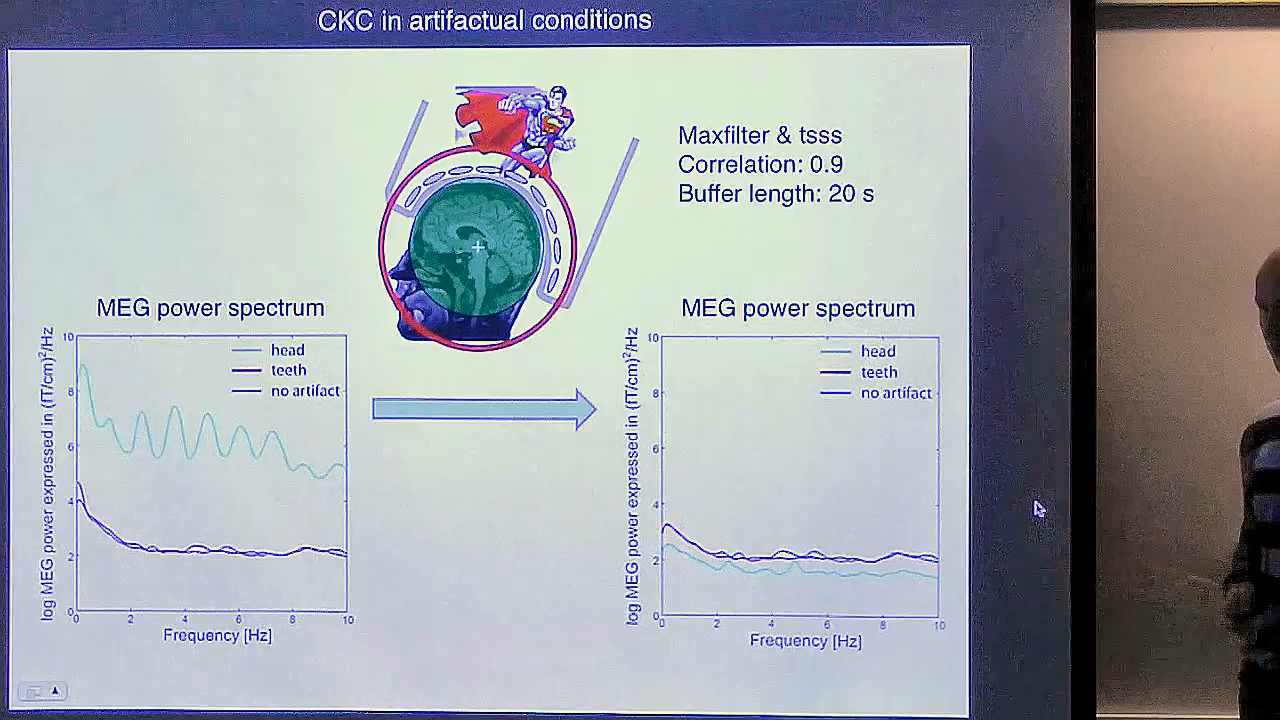 CKC in artifactual conditions
Maxfilter & tsss
Correlation: 0.9
Buffer length: 20 s
MEG power spectrum
log MEG power expressed in (fT/cm)²/Hz
10
8
6
4
2
0
head
teeth
no artifact
2
4
6
8
10
Frequency [Hz]
MEG power spectrum
log MEG power expressed in (fT/cm)²/Hz
10
8
6
4
2
0
head
teeth
no artifact
0
2
4
6
8
10
Frequency [Hz]